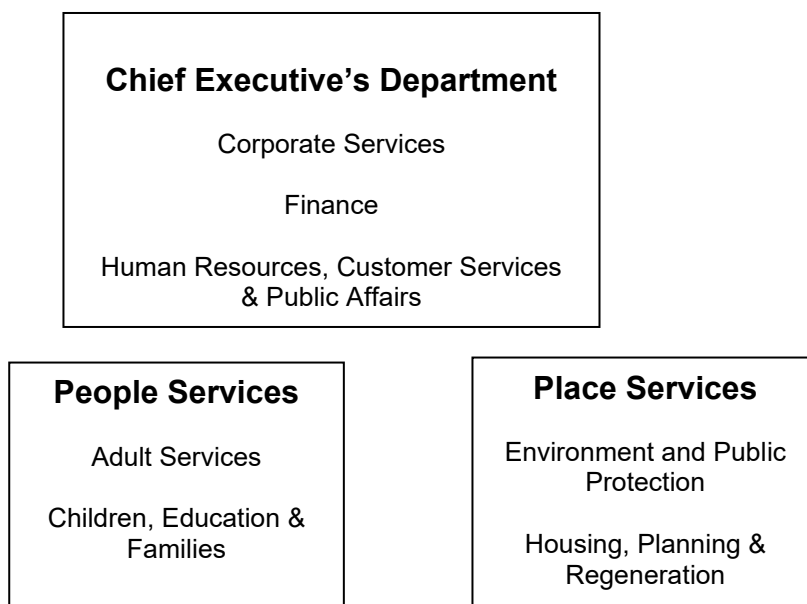 Chief Executive’s Department
Corporate Services
Finance
Human Resources, Customer Services
& Public Affairs
People Services
Adult Services
Children, Education &
Families
Place Services
Environment and Public
Protection
Housing, Planning &
Regeneration